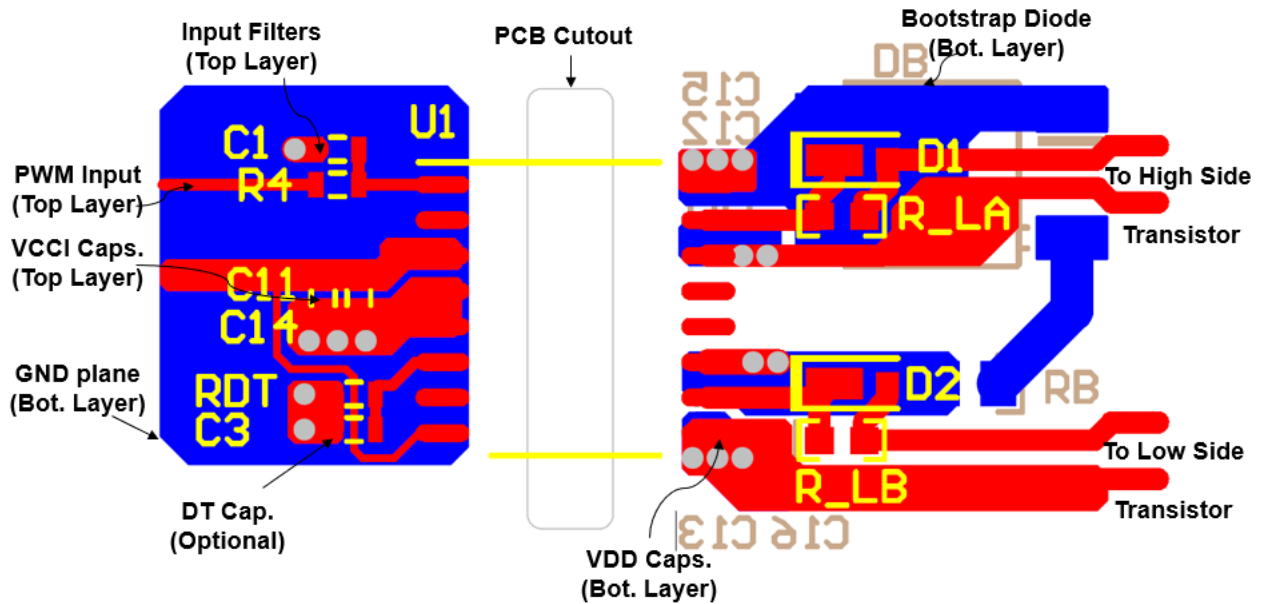 Input Filters
(Top Layer)
PCB Cutout
Bootstrap Diode
(Bot. Layer)
DB
C15
C12
U1
C1
R4
D1
PWM Input
(Top Layer)
To High Side
R_LA
Transistor
VCCI Caps.
(Top Layer)
C11
C14
GND plane
(Bot. Layer)
RDT
C3
D2
RB
To Low Side
R_LB
Transistor
DT Cap.
(Optional)
C13
C16
VDD Caps.
(Bot. Layer)